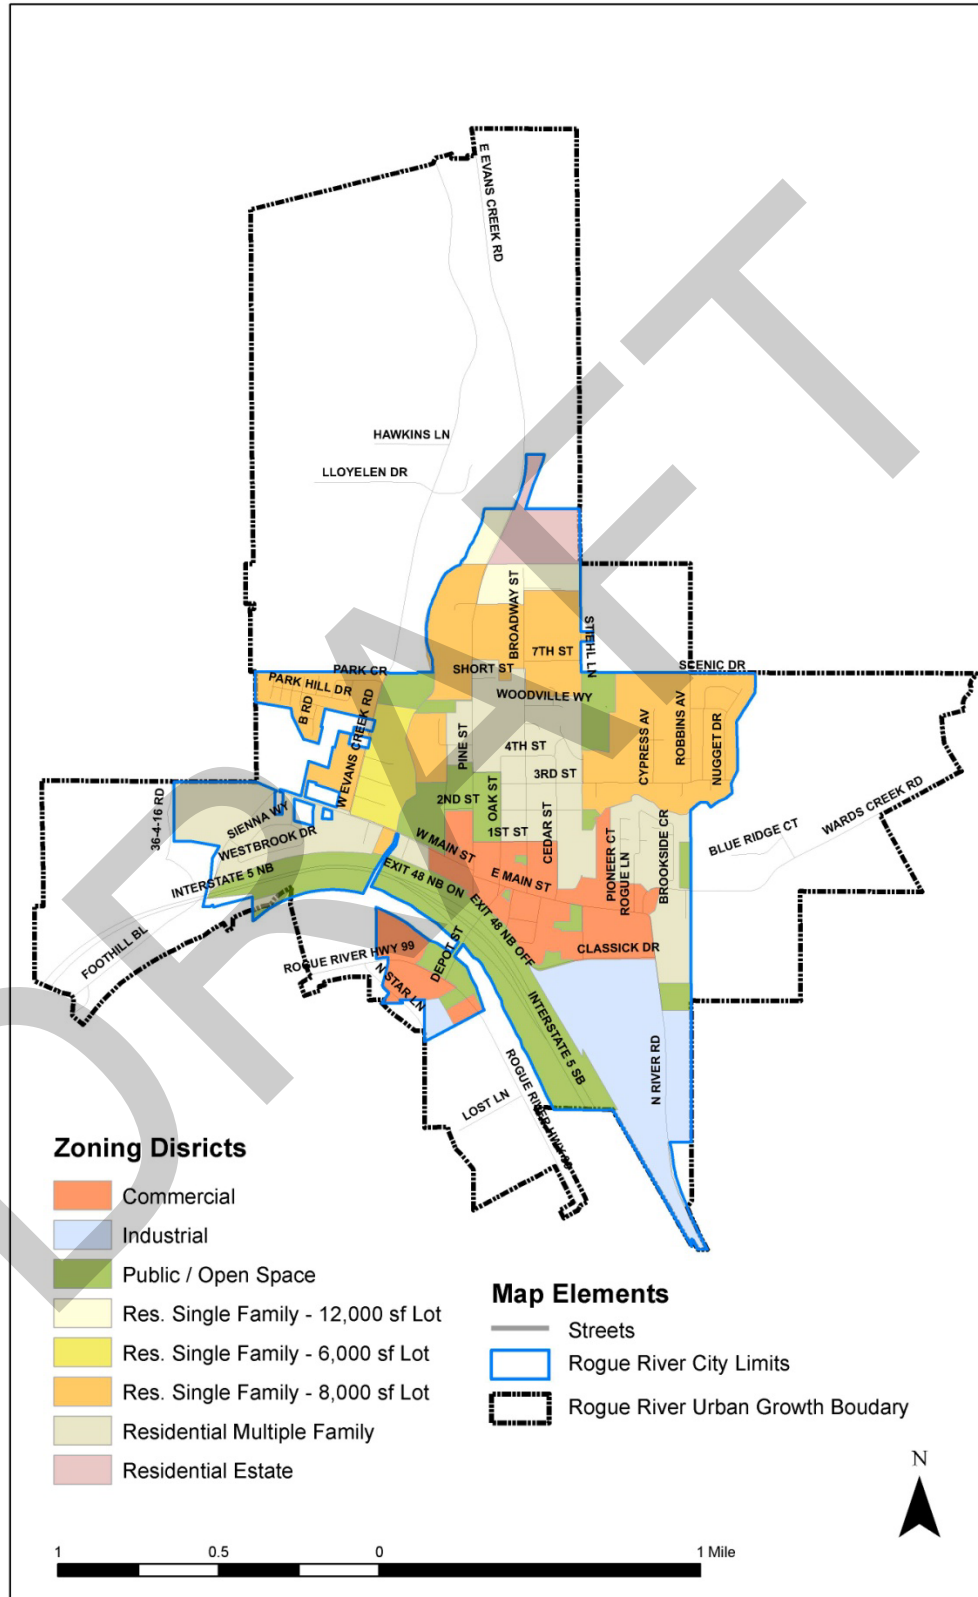 E EVANS CREEK RD
HAWKINS LN
LLOYELEN DR
BROADWAY ST
STIEHL LN
7TH ST
SHORT ST
SCENIC DR
PARK CR
PARK HILL DR
WOODVILLE WY
B RD
W EVANS CREEK RD
PINE ST
4TH ST
3RD ST
CYPRESS AV
ROBBINS AV
NUGGET DR
2ND ST
OAK ST
36-4-16 RD
SIENNA WY
WESTBROOK DR
W MAIN ST
1ST ST
CEDAR ST
PIONEER CT
ROGUE LN
BROOKSIDE CR
BLUE RIDGE CT
WARDS CREEK RD
INTERSTATE 5 NB
EXIT 48 NB ON
E MAIN ST
EXIT 48 NB OFF
CLASSICK DR
FOOTHILL BL
ROGUE RIVER HWY 99
DEPOT ST
N STAR LN
INTERSTATE 5 SB
N RIVER RD
ROGUE RIVER HWY 99
LOST LN
DRAFT
Zoning Disricts
Commercial
Industrial
Public / Open Space
Res. Single Family - 12,000 sf Lot
Res. Single Family - 6,000 sf Lot
Res. Single Family - 8,000 sf Lot
Residential Multiple Family
Residential Estate
Map Elements
Streets
Rogue River City Limits
Rogue River Urban Growth Boudary
N
1 0.5 0 1 Mile